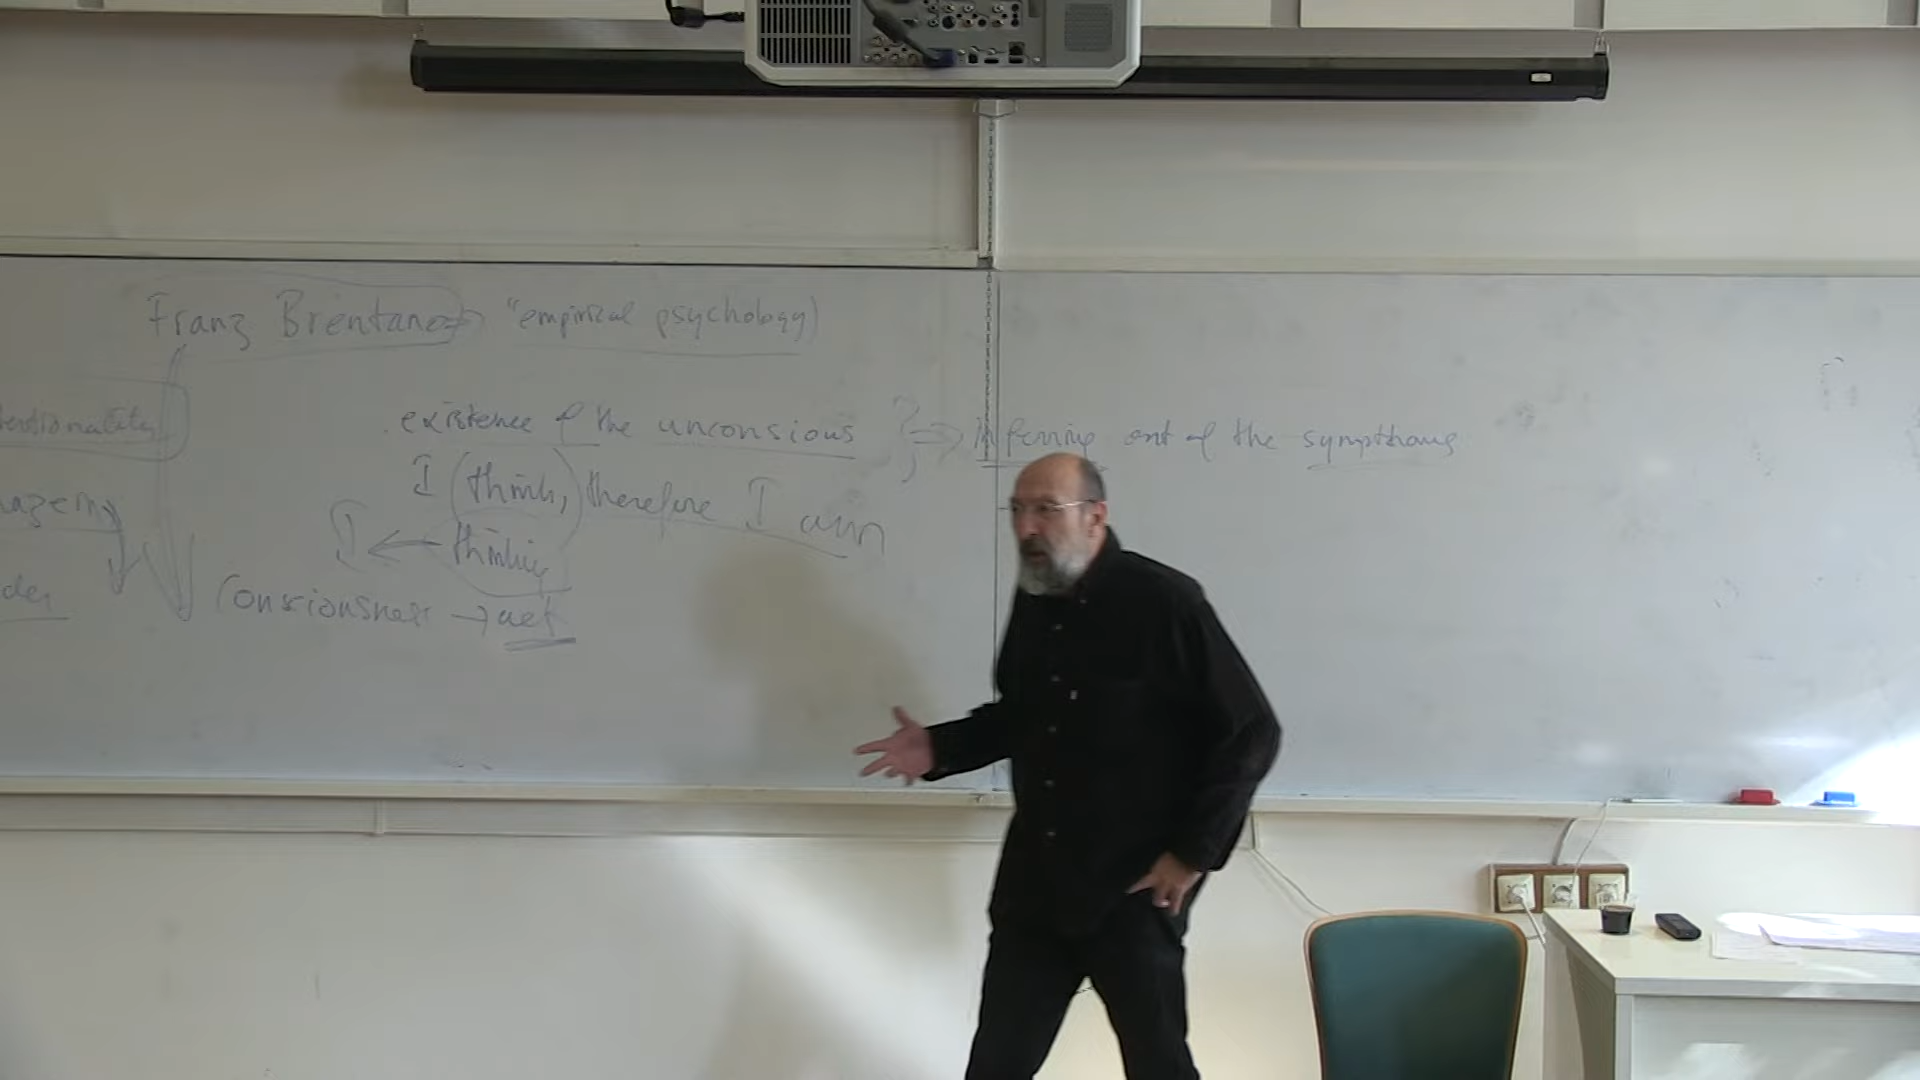 Franz Brentano => "empirical psychology)
existence of the unconsious ? => Inferring out of the sympthoms
I (think,) therefore I am
I ← thinking
Consiousness → act